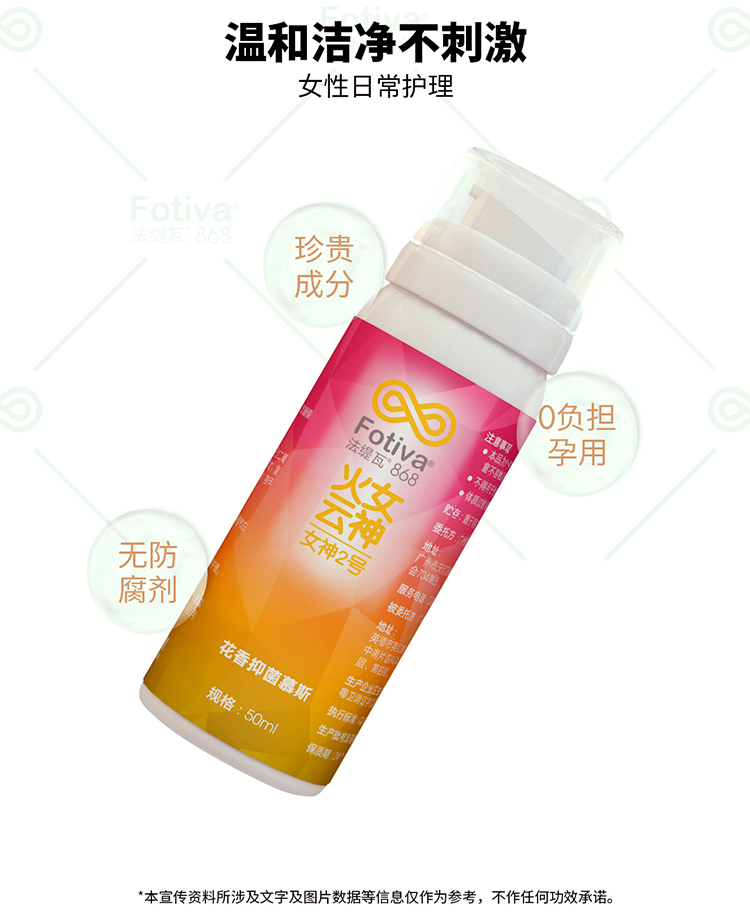 温和洁净不刺激
女性日常护理
Fotiva®
法缇瓦®868
珍贵
成分
0负担
孕用
Fotiva®
法缇瓦®868
火女
云神
女神2号
花香抑菌慕斯
规格：50ml
注意事项
贮存：
委托方：
地址：
服务电话
被委托方
地址：
生产企业
执行标准
生产批号
保质期：
无防
腐剂
*本宣传资料所涉及文字及图片数据等信息仅作为参考，不作任何功效承诺。